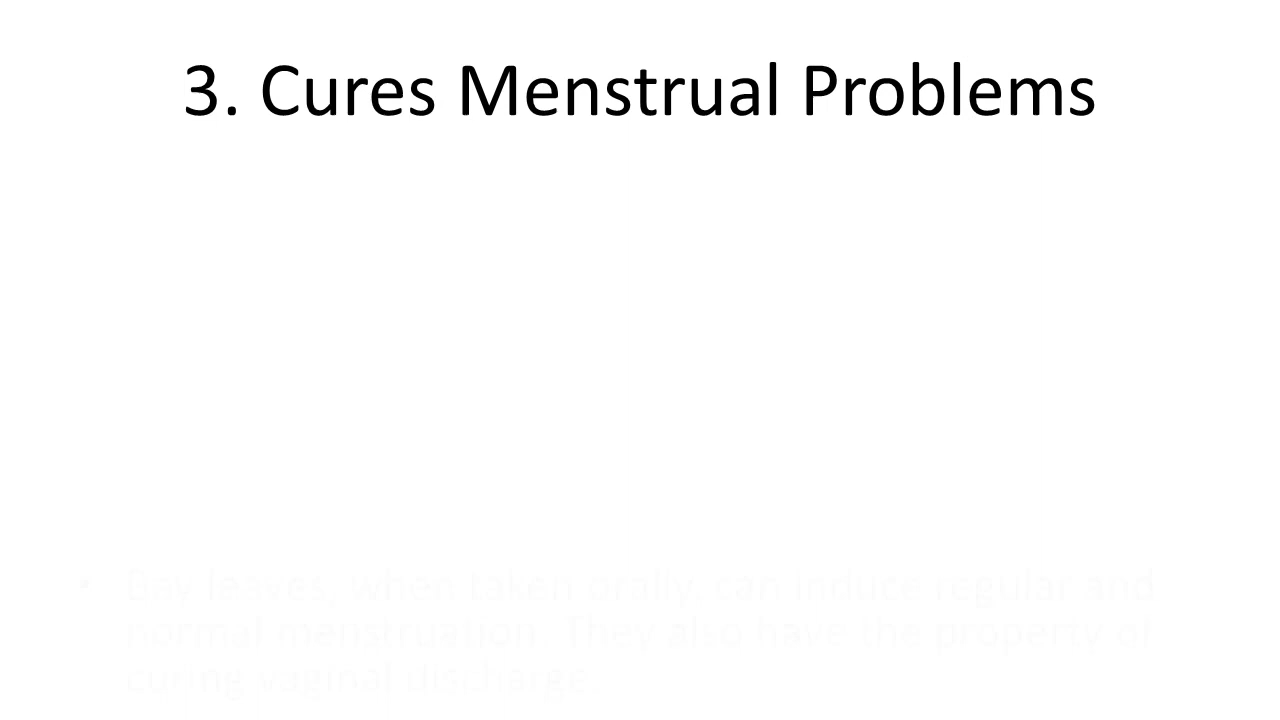 3. Cures Menstrual Problems
• Bay leaves, when taken orally, can induce regular and
normal menstruation. They also have the property of
curing vaginal discharge.